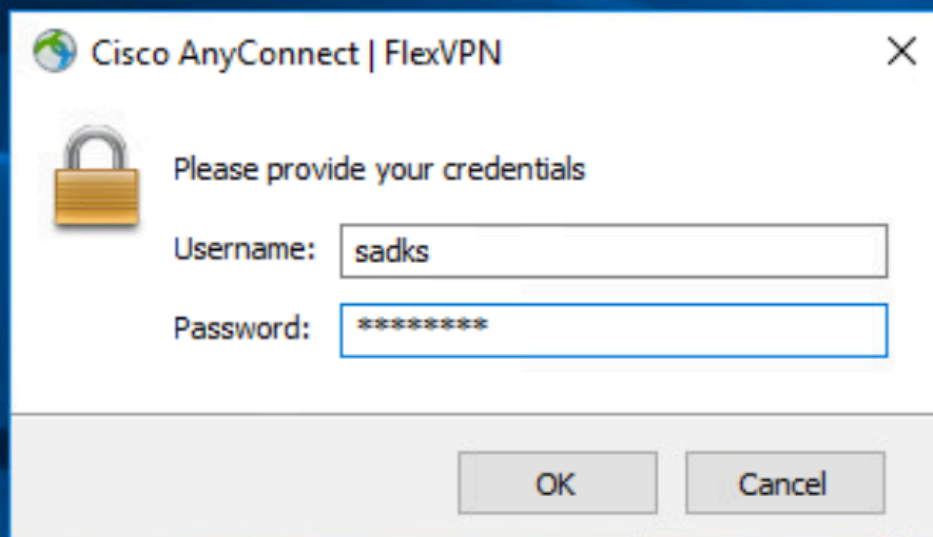 Cisco AnyConnect | FlexVPN
Please provide your credentials
Username: sadks
Password: ********
OK Cancel